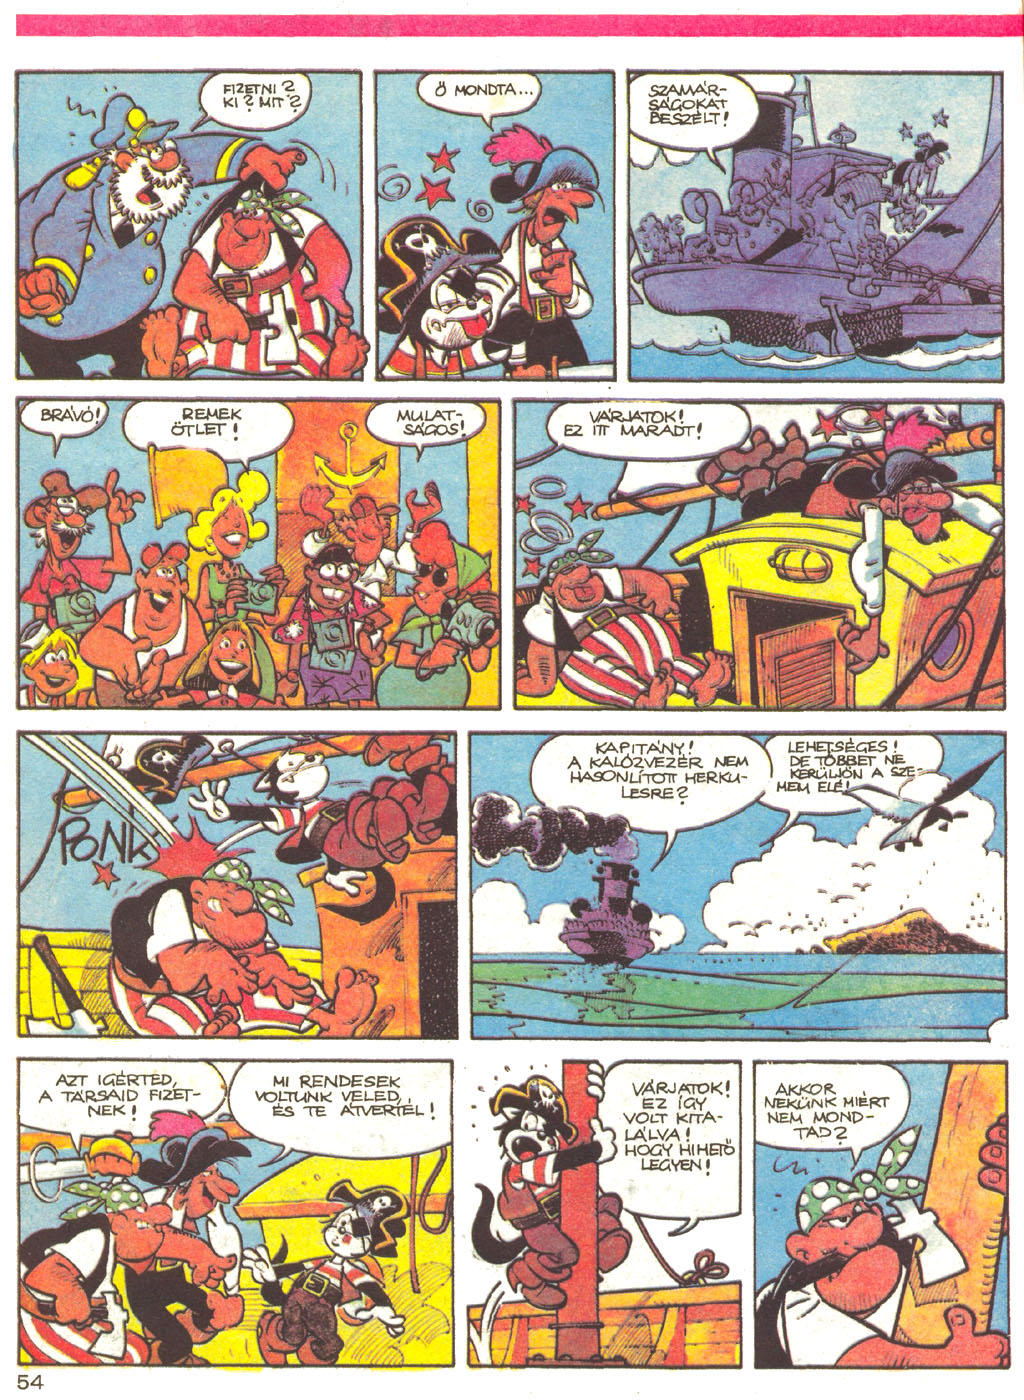 FIZETNI?
KI? MIT?
Ő MONDTA...
SZAMÁR-
SÁGOKAT
BESZÉLT!
BRÁVÓ!
REMEK
ÖTLET!
MULAT-
SÁGOS!
VÁRJATOK!
EZ ITT MARADT!
PONK
KAPITÁNY!
A KALÓZVEZÉR NEM
HASONLÍTOTT HERKU-
LESRE?
LEHETSÉGES!
DE TÖBBET NE
KERÜLJÖN A SZE-
MEM ELÉ!
AZT IGÉRTED,
A TÁRSAID FIZET-
NEK!
MI RENDESEK
VOLTUNK VELED,
ÉS TE ÁTVERTÉL!
VÁRJATOK!
EZ ÍGY
VOLT KITA-
LÁLVA!
HOGY HIHETŐ
LEGYEN!
AKKOR
NEKÜNK MIÉRT
NEM MOND-
TAD?
54